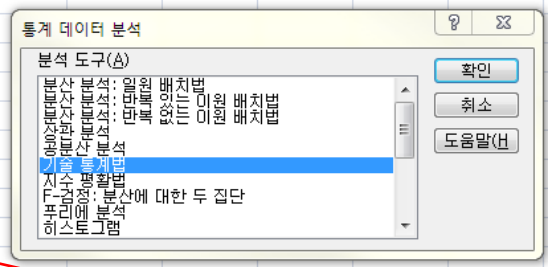 통계 데이터 분석
분석 도구(A)
분산 분석: 일원 배치법
분산 분석: 반복 있는 이원 배치법
분산 분석: 반복 없는 이원 배치법
상관 분석
공분산 분석
기술 통계법
지수 평활법
F-검정: 분산에 대한 두 집단
푸리에 분석
히스토그램
확인
취소
도움말(H